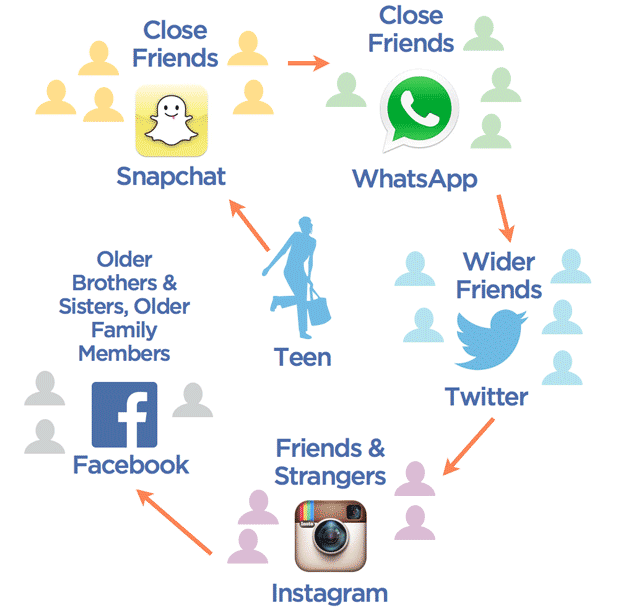 Close
Friends
Snapchat
Close
Friends
WhatsApp
Wider
Friends
Twitter
Friends &
Strangers
Instagram
Older
Brothers &
Sisters, Older
Family
Members
Facebook
Teen